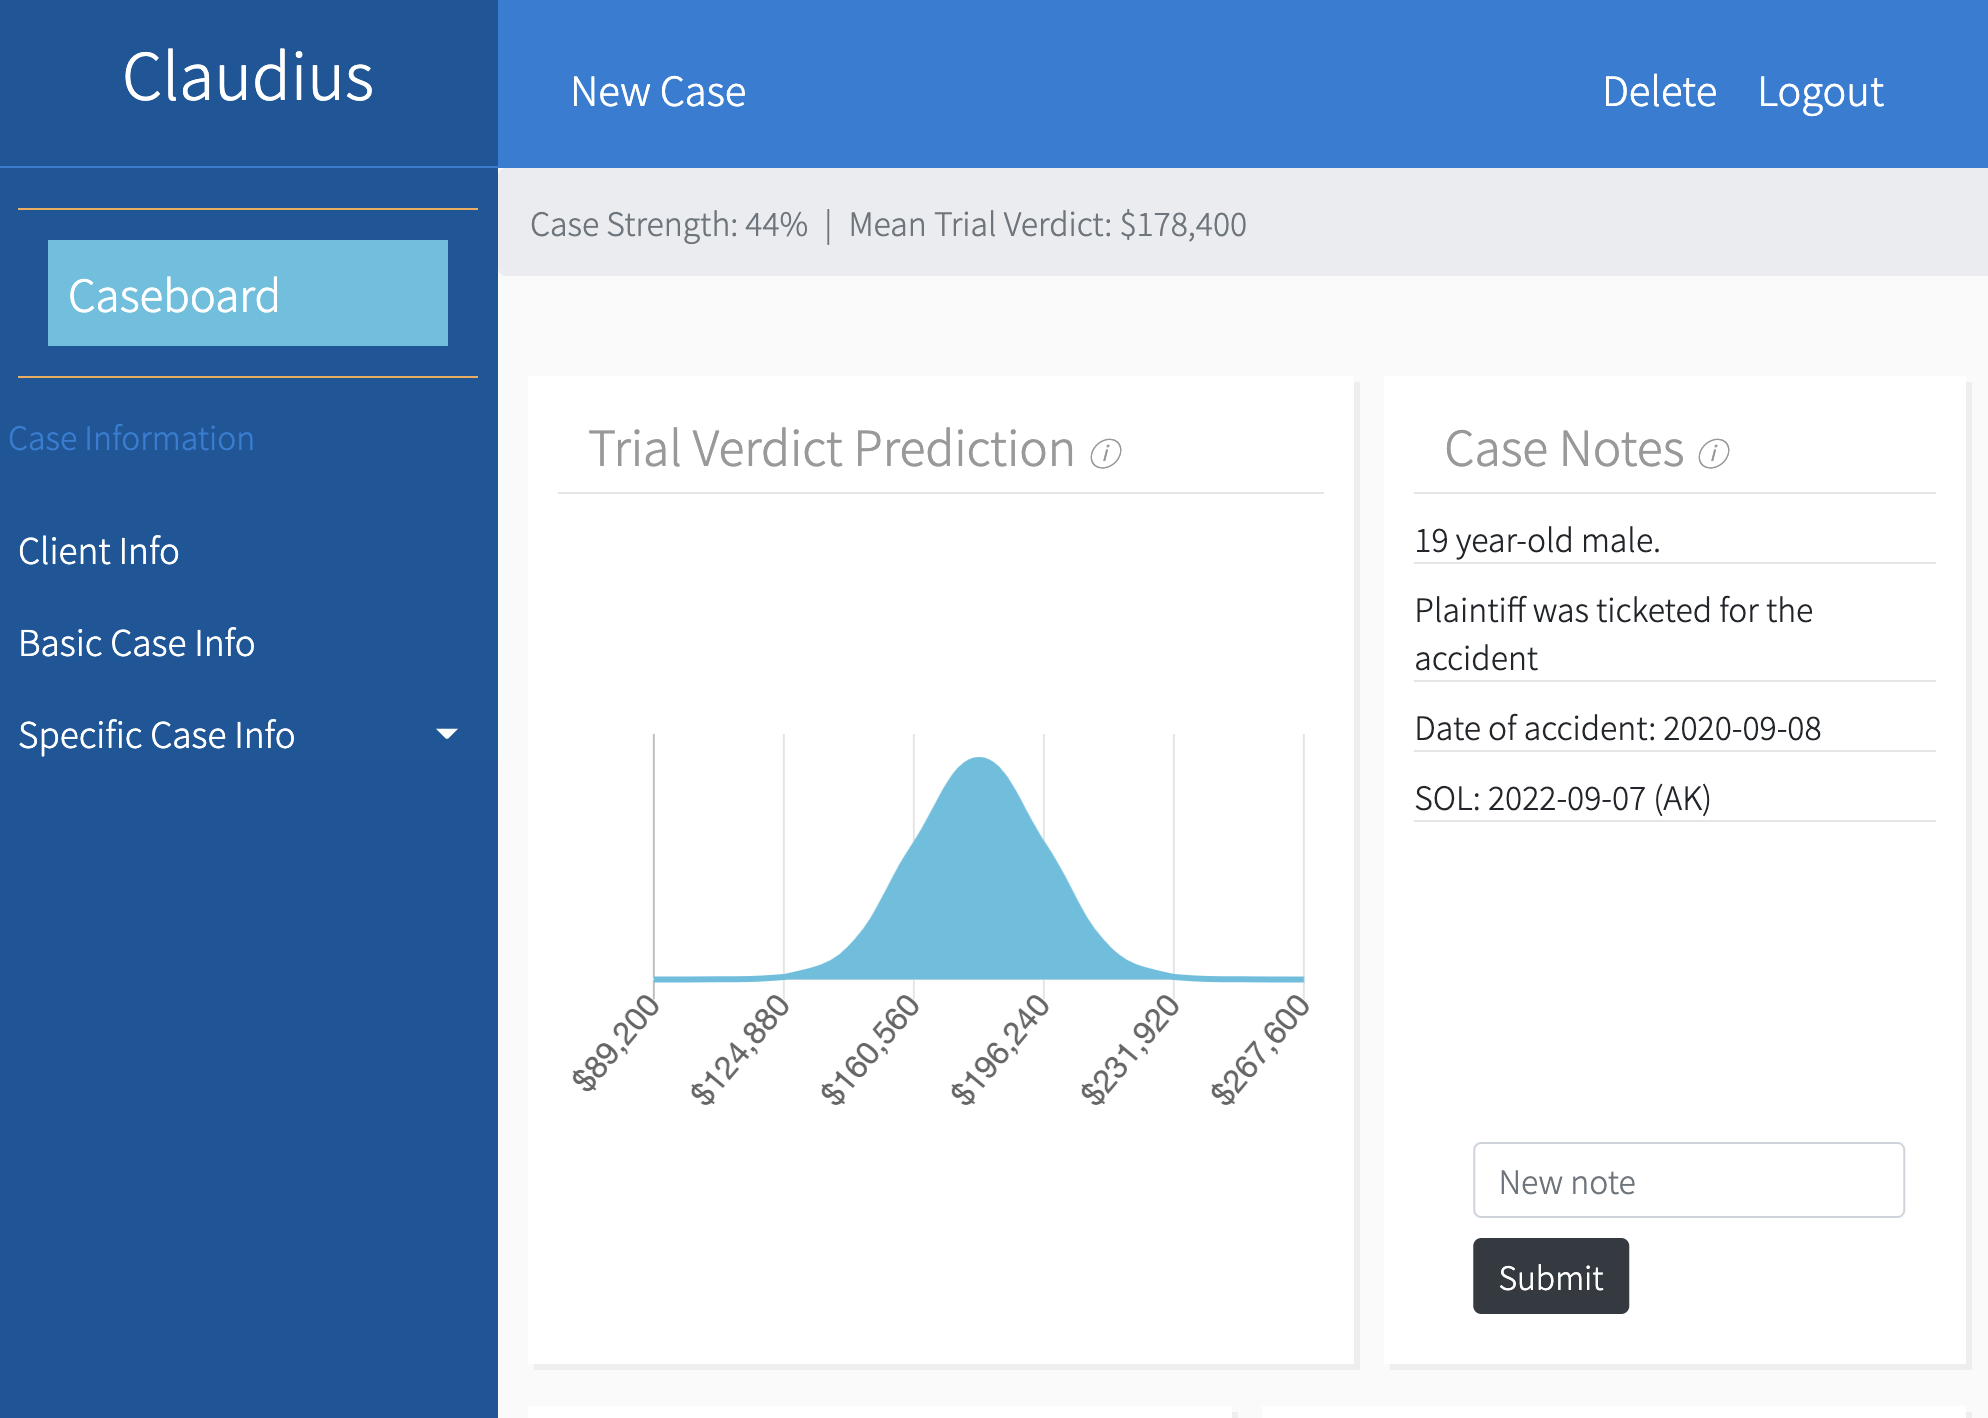 Claudius
New Case
Delete
Logout
Case Strength: 44% | Mean Trial Verdict: $178,400
Caseboard
Case Information
Client Info
Basic Case Info
Specific Case Info
Trial Verdict Prediction i
$89,200
$124,880
$160,560
$196,240
$231,920
$267,600
Case Notes i
19 year-old male.
Plaintiff was ticketed for the
accident
Date of accident: 2020-09-08
SOL: 2022-09-07 (AK)
New note
Submit